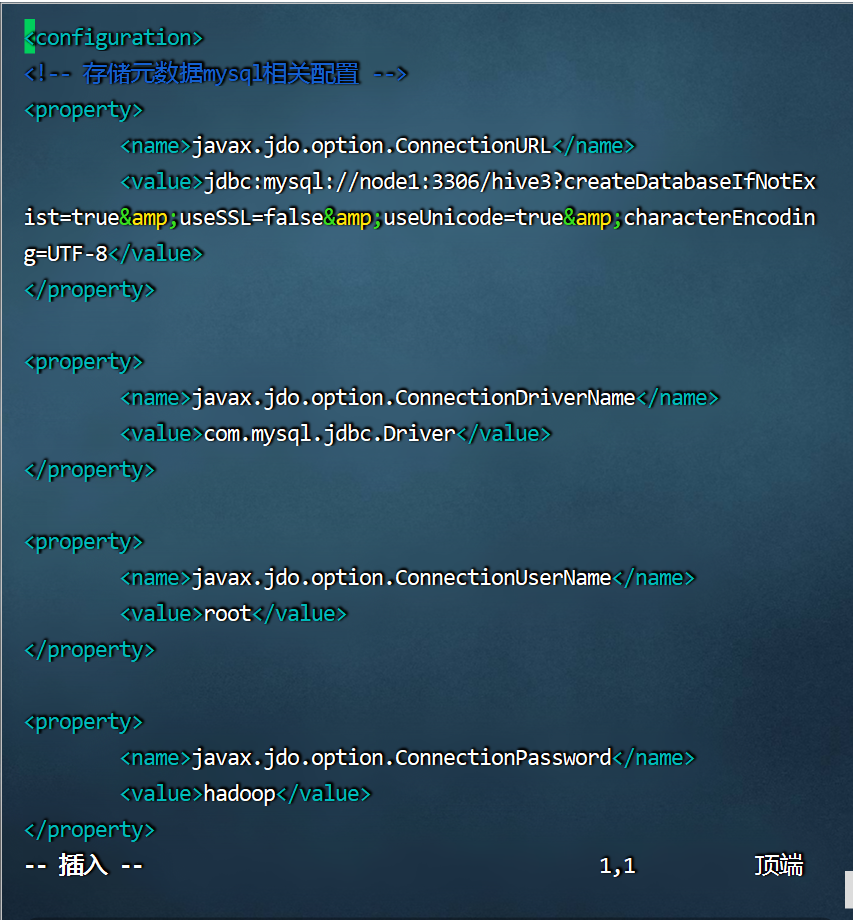 <configuration>
<!-- 存储元数据mysql相关配置 -->
<property>
<name>javax.jdo.option.ConnectionURL</name>
<value>jdbc:mysql://node1:3306/hive3?createDatabaseIfNotEx
ist=true&amp;useSSL=false&amp;useUnicode=true&amp;characterEncodin
g=UTF-8</value>
</property>
<property>
<name>javax.jdo.option.ConnectionDriverName</name>
<value>com.mysql.jdbc.Driver</value>
</property>
<property>
<name>javax.jdo.option.ConnectionUserName</name>
<value>root</value>
</property>
<property>
<name>javax.jdo.option.ConnectionPassword</name>
<value>hadoop</value>
</property>
-- 插入 -- 1,1 顶端